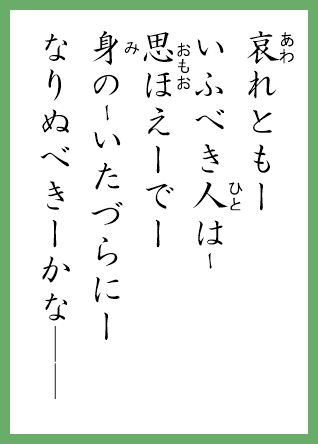 哀れともー
いふべき人はー
思ほえーでー
身のーいたづらにー
なりぬべきーかな――
あわ
ひと
おもお
み